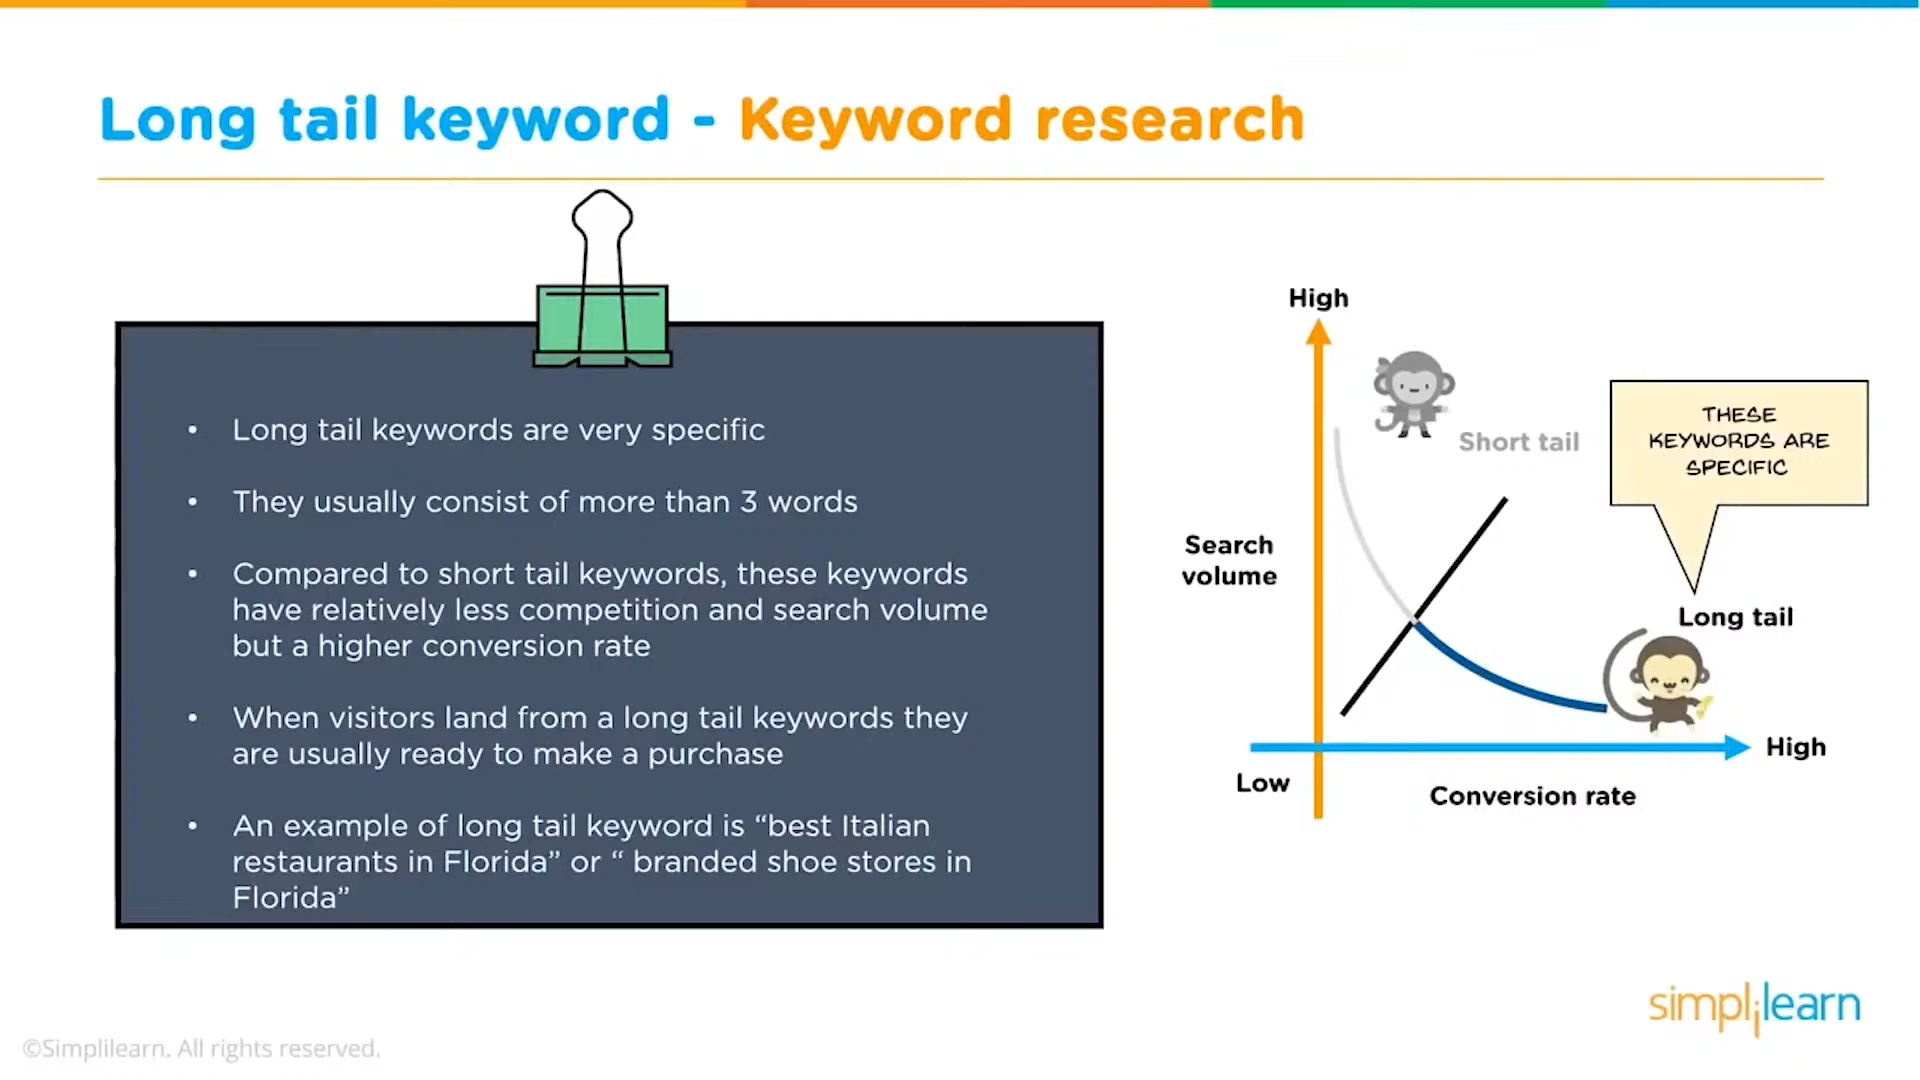 Long tail keyword - Keyword research
• Long tail keywords are very specific
• They usually consist of more than 3 words
• Compared to short tail keywords, these keywords
have relatively less competition and search volume
but a higher conversion rate
• When visitors land from a long tail keywords they
are usually ready to make a purchase
• An example of long tail keyword is “best Italian
restaurants in Florida” or “ branded shoe stores in
Florida”
High
Short tail
THESE
KEYWORDS ARE
SPECIFIC
Search
volume
Long tail
High
Low
Conversion rate
simplilearn
©Simplilearn. All rights reserved.